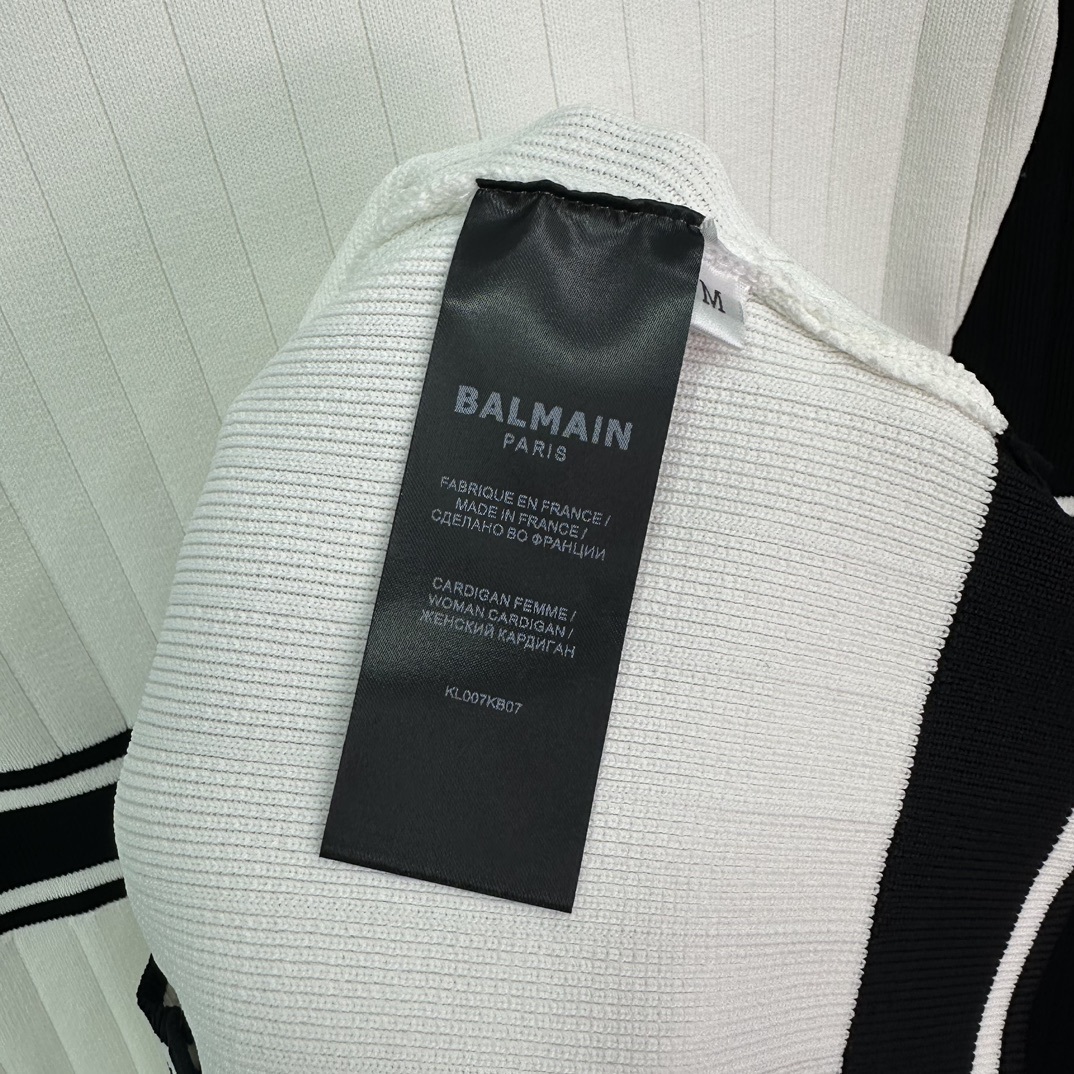 M
BALMAIN
PARIS
FABRIQUE EN FRANCE /
MADE IN FRANCE /
СДЕЛАНО ВО ФРАНЦИИ
CARDIGAN FEMME /
WOMAN CARDIGAN /
ЖЕНСКИЙ КАРДИГАН
KL007KB07